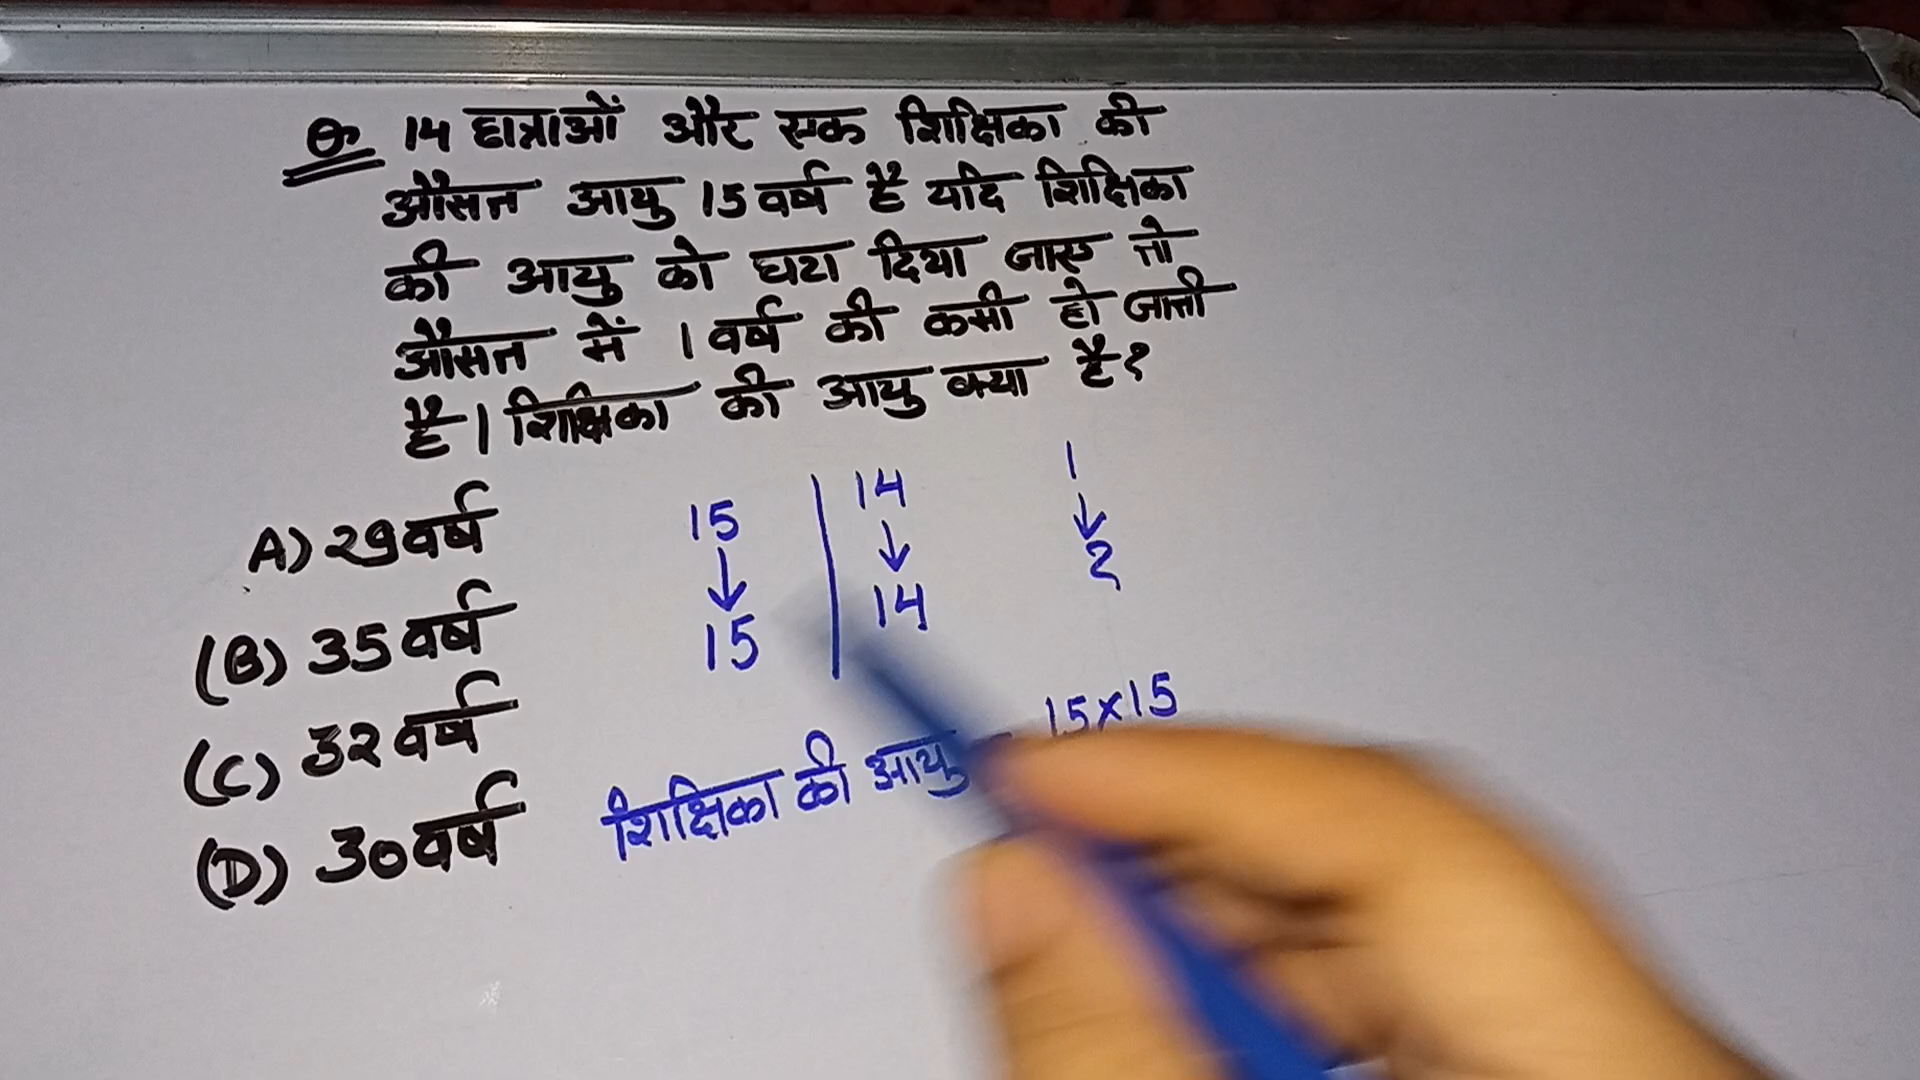 Q 14 छात्राओं और एक शिक्षिका की
औसत आयु 15 वर्ष है यदि शिक्षिका
की आयु को घटा दिया जाए तो
औसत में 1 वर्ष की कमी हो जाती
है। शिक्षिका की आयु क्या है?
A) 29 वर्ष
(B) 35 वर्ष
(C) 32 वर्ष
(D) 30 वर्ष
15 | 14 1
↓ ↓ ↓
15 14 ?
शिक्षिका की आयु 15×15